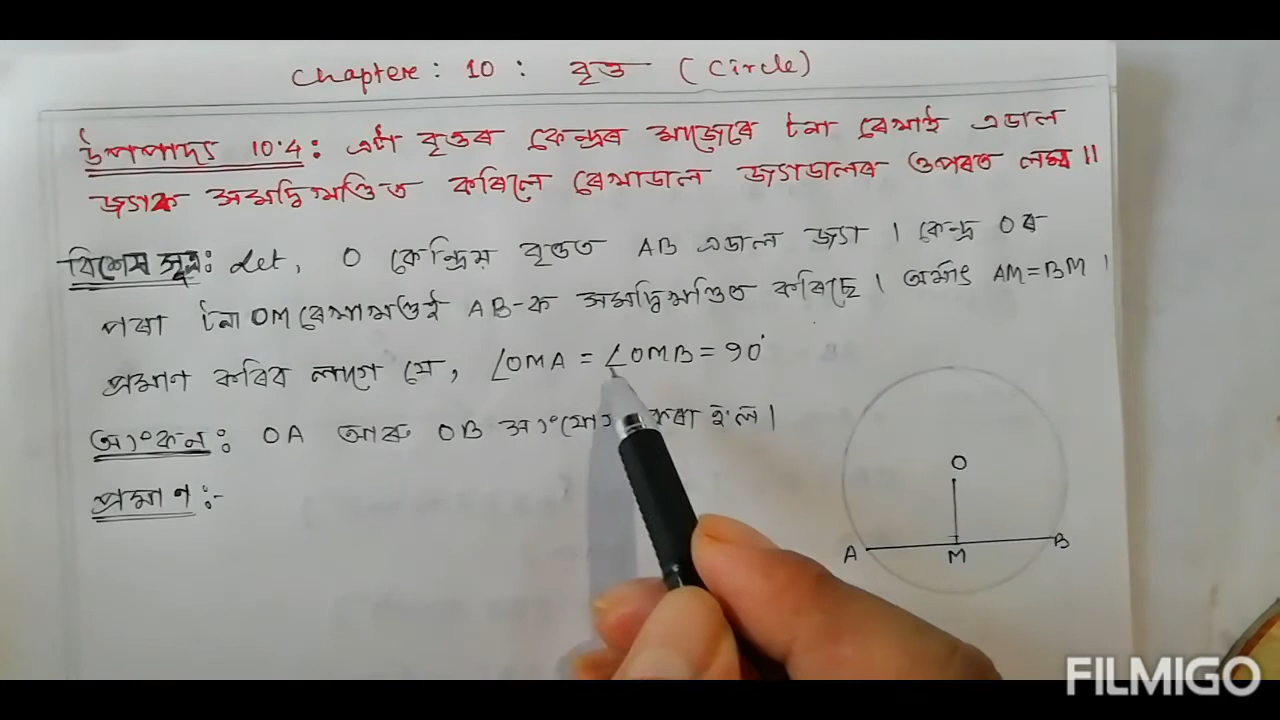 Chapter : 10 : বৃত্ত (Circle)
উপপাদ্য 10.4 : এটা বৃত্তৰ কেন্দ্ৰৰ মাজেৰে টনা ৰেখাই এডাল
জ্যাক সমদ্বিখণ্ডিত কৰিলে ৰেখাডাল জ্যাডালৰ ওপৰত লম্ব ॥
বিশেষ সূত্ৰ : Let, O কেন্দ্ৰিয় বৃত্তত AB এডাল জ্যা । কেন্দ্ৰ O ৰ
পৰা টনা OM ৰেখাখণ্ডই AB-ক সমদ্বিখণ্ডিত কৰিছে । অৰ্থাৎ AM = BM ।
প্ৰমাণ কৰিব লাগে যে, ∠OMA = ∠OMB = 90°
অংকন : OA আৰু OB কৰা হ'ল ।
প্ৰমাণ :-
O
A
M
B
FILMIGO